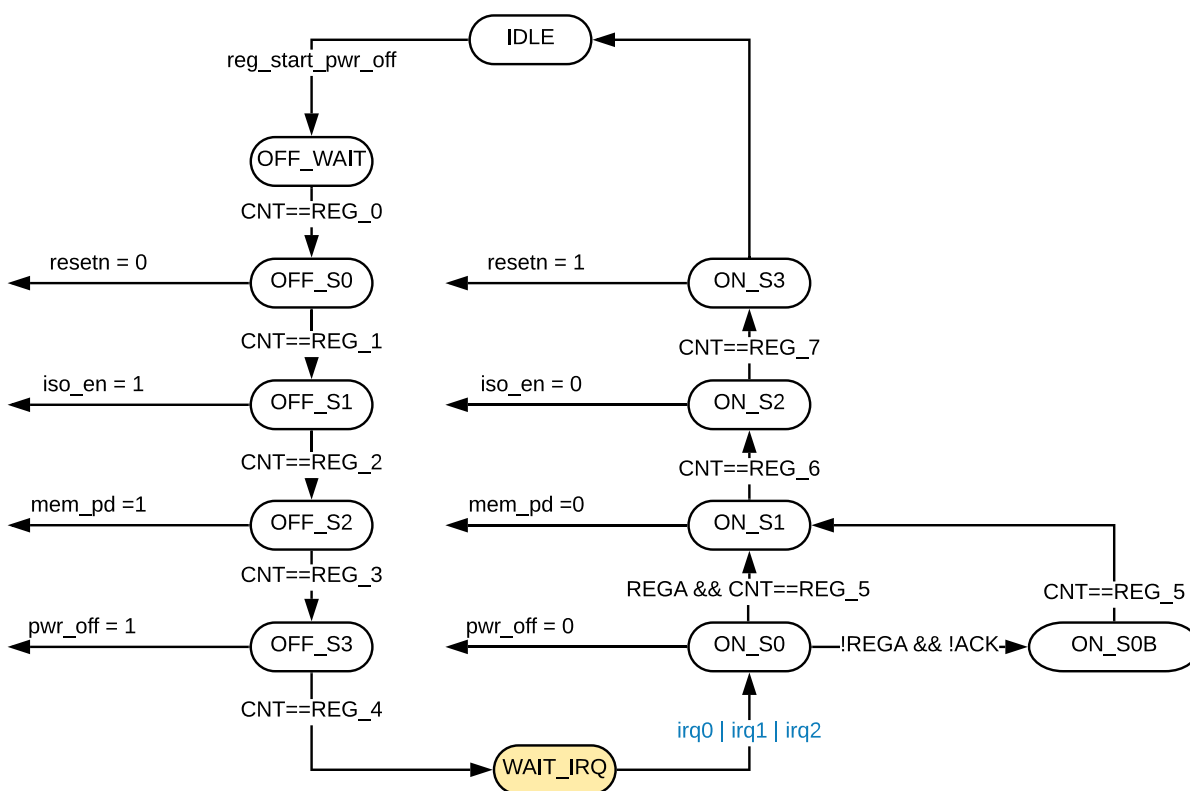 IDLE
reg_start_pwr_off
OFF_WAIT
CNT==REG_0
resetn = 0
OFF_S0
resetn = 1
ON_S3
CNT==REG_1
CNT==REG_7
iso_en = 1
OFF_S1
iso_en = 0
ON_S2
CNT==REG_2
CNT==REG_6
mem_pd =1
OFF_S2
mem_pd =0
ON_S1
CNT==REG_3
REGA && CNT==REG_5
CNT==REG_5
pwr_off = 1
OFF_S3
pwr_off = 0
ON_S0
!REGA && !ACK
ON_S0B
CNT==REG_4
irq0 | irq1 | irq2
WAIT_IRQ